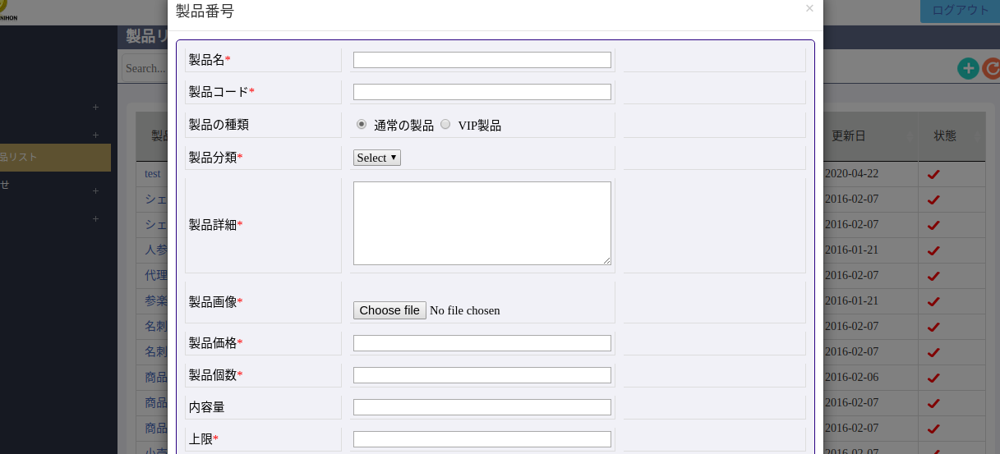 製品番号
×
NIHON
ログアウト
製品リ
Search...
製品名*
製品コード*
製品の種類
通常の製品
VIP製品
製品分類*
Select
製品詳細*
製品画像*
Choose file No file chosen
製品価格*
製品個数*
内容量
上限*
品リスト
せ
更新日
状態
test
2020-04-22
シェ
2016-02-07
シェ
2016-02-07
人参
2016-01-21
代理
2016-02-07
参楽
2016-01-21
名刺
2016-02-07
名刺
2016-02-07
商品
2016-02-06
商品
2016-02-07
商品
2016-02-07
2016-02-07